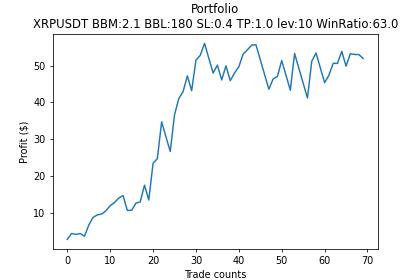 Portfolio
XRPUSDT BBM:2.1 BBL:180 SL:0.4 TP:1.0 lev:10 WinRatio:63.0
Profit ($)
50
40
30
20
10
0 10 20 30 40 50 60 70
Trade counts